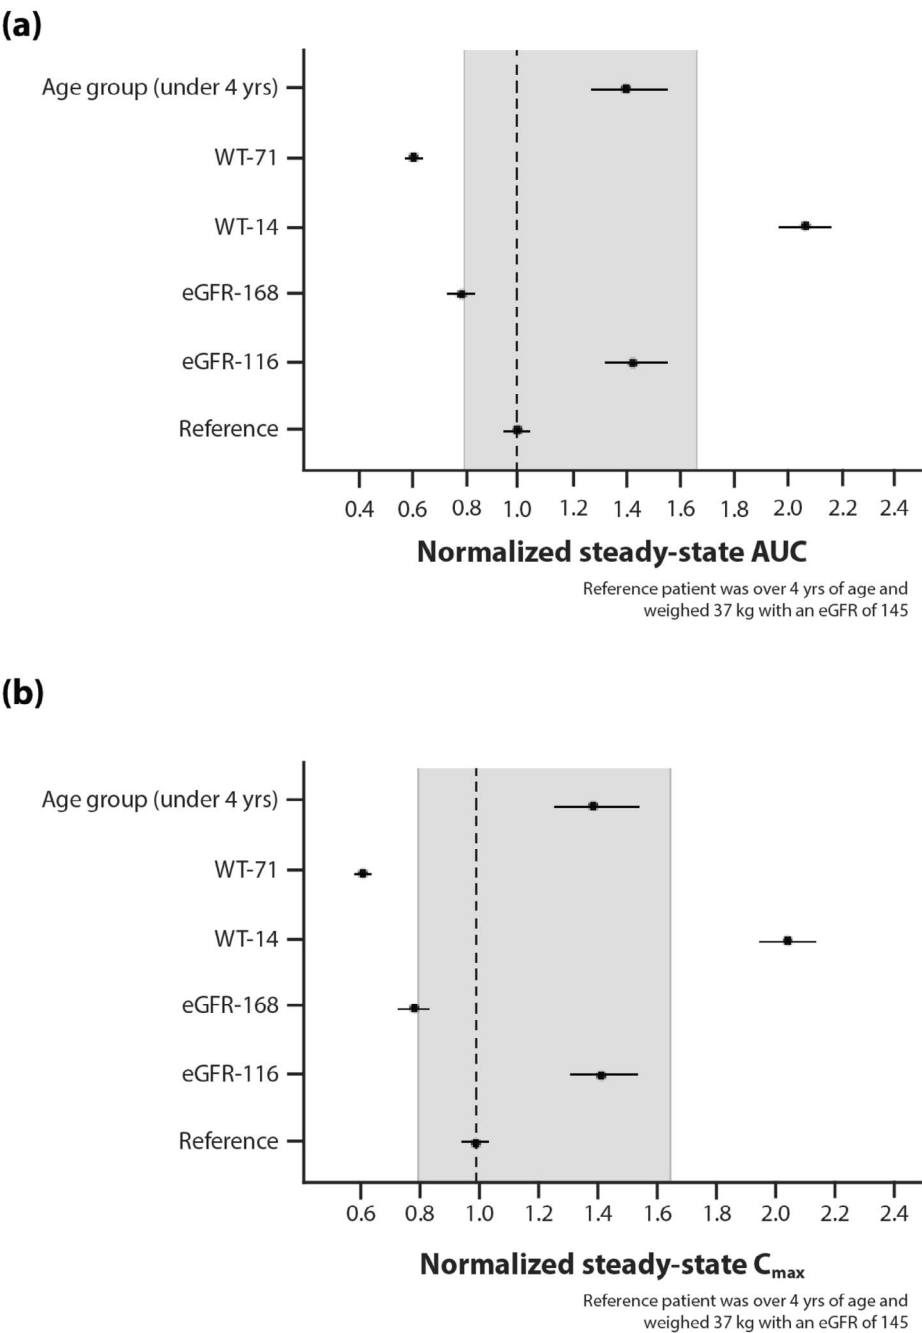 (a)
Age group (under 4 yrs)
WT-71
WT-14
eGFR-168
eGFR-116
Reference
0.4 0.6 0.8 1.0 1.2 1.4 1.6 1.8 2.0 2.2 2.4
Normalized steady-state AUC
Reference patient was over 4 yrs of age and
weighed 37 kg with an eGFR of 145
(b)
Age group (under 4 yrs)
WT-71
WT-14
eGFR-168
eGFR-116
Reference
0.6 0.8 1.0 1.2 1.4 1.6 1.8 2.0 2.2 2.4
Normalized steady-state Cmax
Reference patient was over 4 yrs of age and
weighed 37 kg with an eGFR of 145